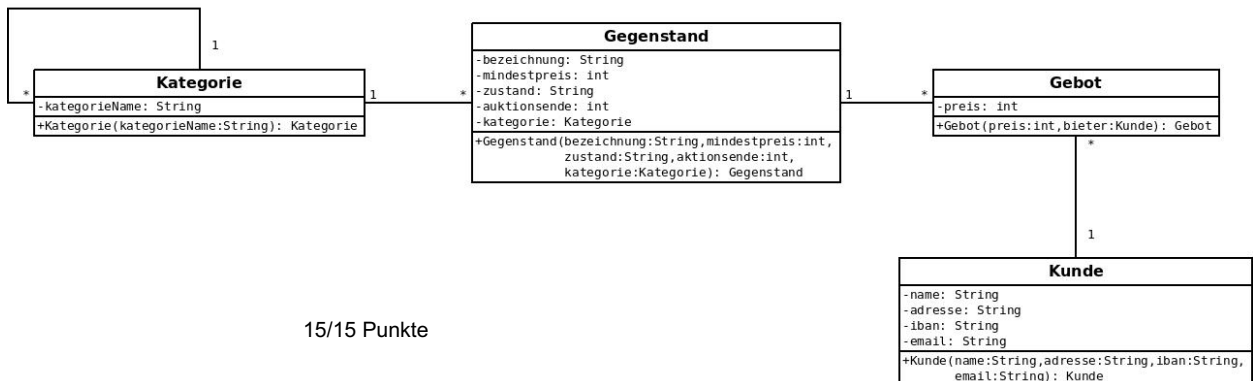 1
*
Kategorie
-kategorieName: String
+Kategorie(kategorieName:String): Kategorie
1
*
Gegenstand
-bezeichnung: String
-mindestpreis: int
-zustand: String
-auktionsende: int
-kategorie: Kategorie
+Gegenstand(bezeichnung:String,mindestpreis:int,
zustand:String,aktionsende:int,
kategorie:Kategorie): Gegenstand
1
*
Gebot
-preis: int
+Gebot(preis:int,bieter:Kunde): Gebot
*
1
Kunde
-name: String
-adresse: String
-iban: String
-email: String
+Kunde(name:String,adresse:String,iban:String,
email:String): Kunde
15/15 Punkte